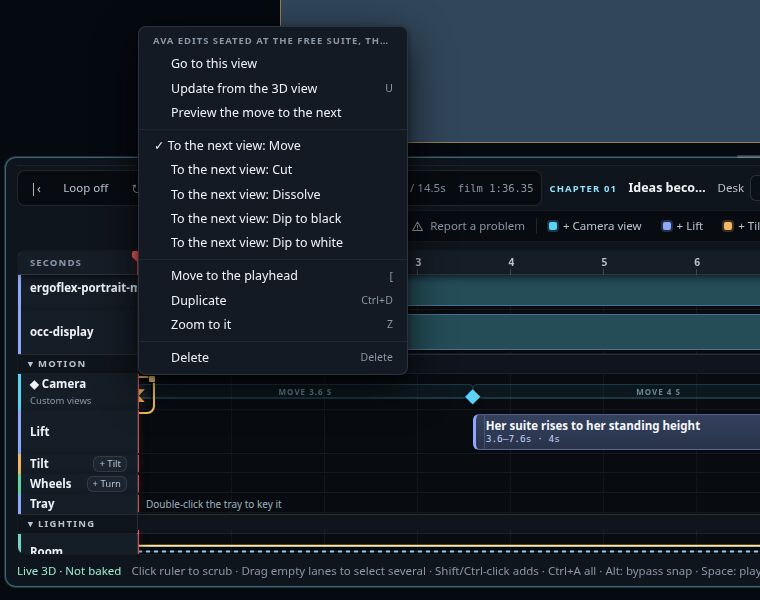 AVA EDITS SEATED AT THE FREE SUITE, TH…
Go to this view
Update from the 3D view U
Preview the move to the next
✓ To the next view: Move
To the next view: Cut
To the next view: Dissolve
To the next view: Dip to black
To the next view: Dip to white
Move to the playhead [
Duplicate Ctrl+D
Zoom to it Z
Delete Delete
Loop off / 14.5s film 1:36.35 CHAPTER 01 Ideas beco… Desk
Report a problem + Camera view + Lift + Til
SECONDS 3 4 5 6
ergoflex-portrait-m
occ-display
▾ MOTION
◆ Camera
Custom views
MOVE 3.6 S MOVE 4 S
Lift
Her suite rises to her standing height
3.6–7.6s · 4s
Tilt + Tilt
Wheels + Turn
Tray Double-click the tray to key it
▾ LIGHTING
Room
Live 3D · Not baked Click ruler to scrub · Drag empty lanes to select several · Shift/Ctrl-click adds · Ctrl+A all · Alt: bypass snap · Space: play